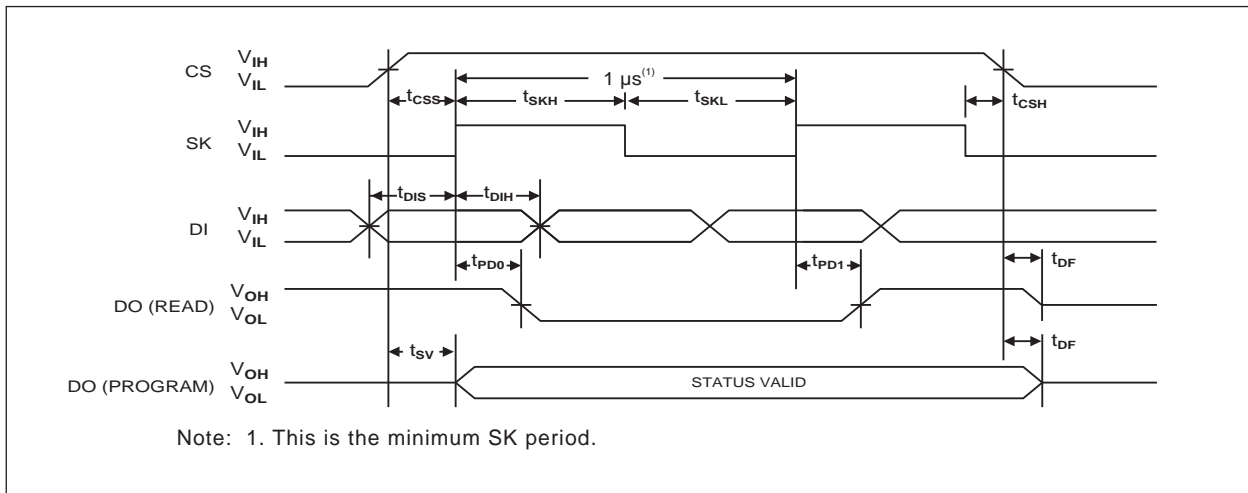 CS VIH
VIL
1 µs(1)
tCSS tSKH tSKL tCSH
SK VIH
VIL
tDIS tDIH
DI VIH
VIL
tPD0 tPD1 tDF
DO (READ) VOH
VOL
tSV tDF
DO (PROGRAM) VOH
VOL
STATUS VALID
Note: 1. This is the minimum SK period.